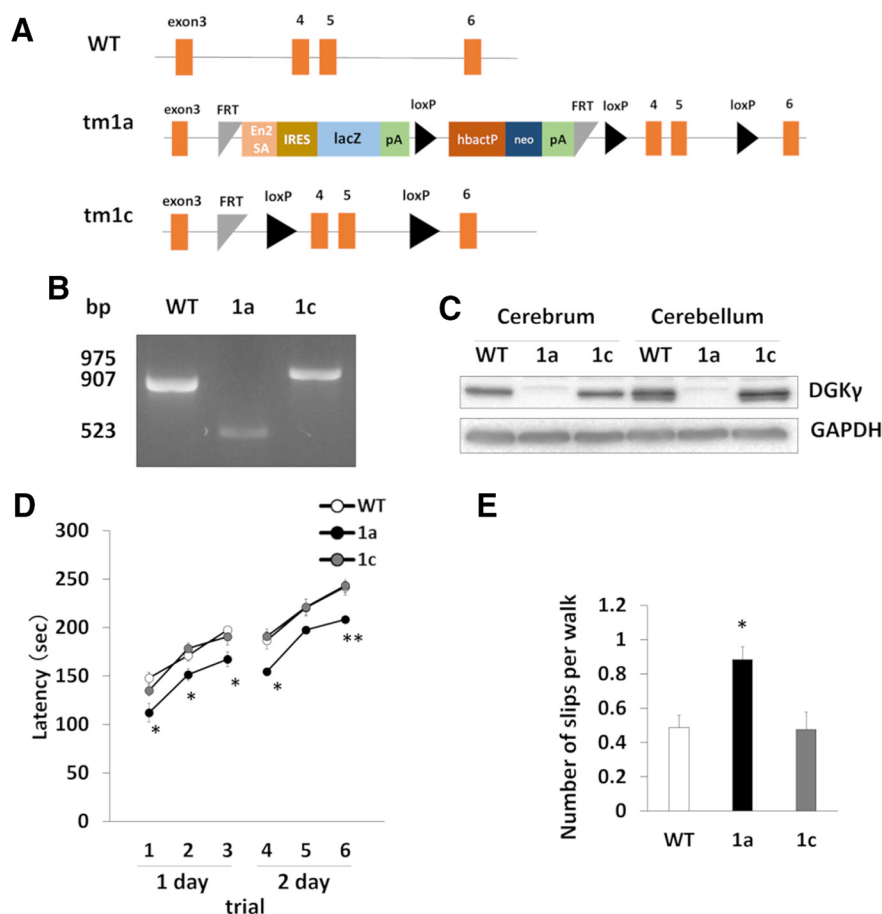 A
WT
exon3 4 5 6
tm1a
exon3 FRT En2 SA IRES lacZ pA loxP hbactP neo pA FRT loxP 4 5 loxP 6
tm1c
exon3 FRT loxP 4 5 loxP 6
B
bp WT 1a 1c
975
907
523
C
Cerebrum Cerebellum
WT 1a 1c WT 1a 1c
DGKγ
GAPDH
D
WT
1a
1c
Latency (sec)
300
250
200
150
100
50
0
* * * * **
1 2 3 4 5 6
1 day 2 day
trial
E
Number of slips per walk
1.2
1
0.8
0.6
0.4
0.2
0
*
WT 1a 1c